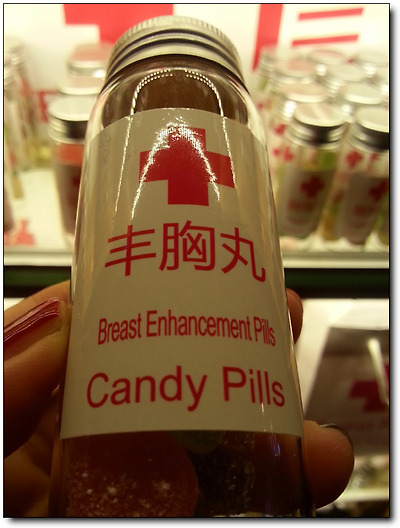 丰胸丸
Breast Enhancement Pills
Candy Pills